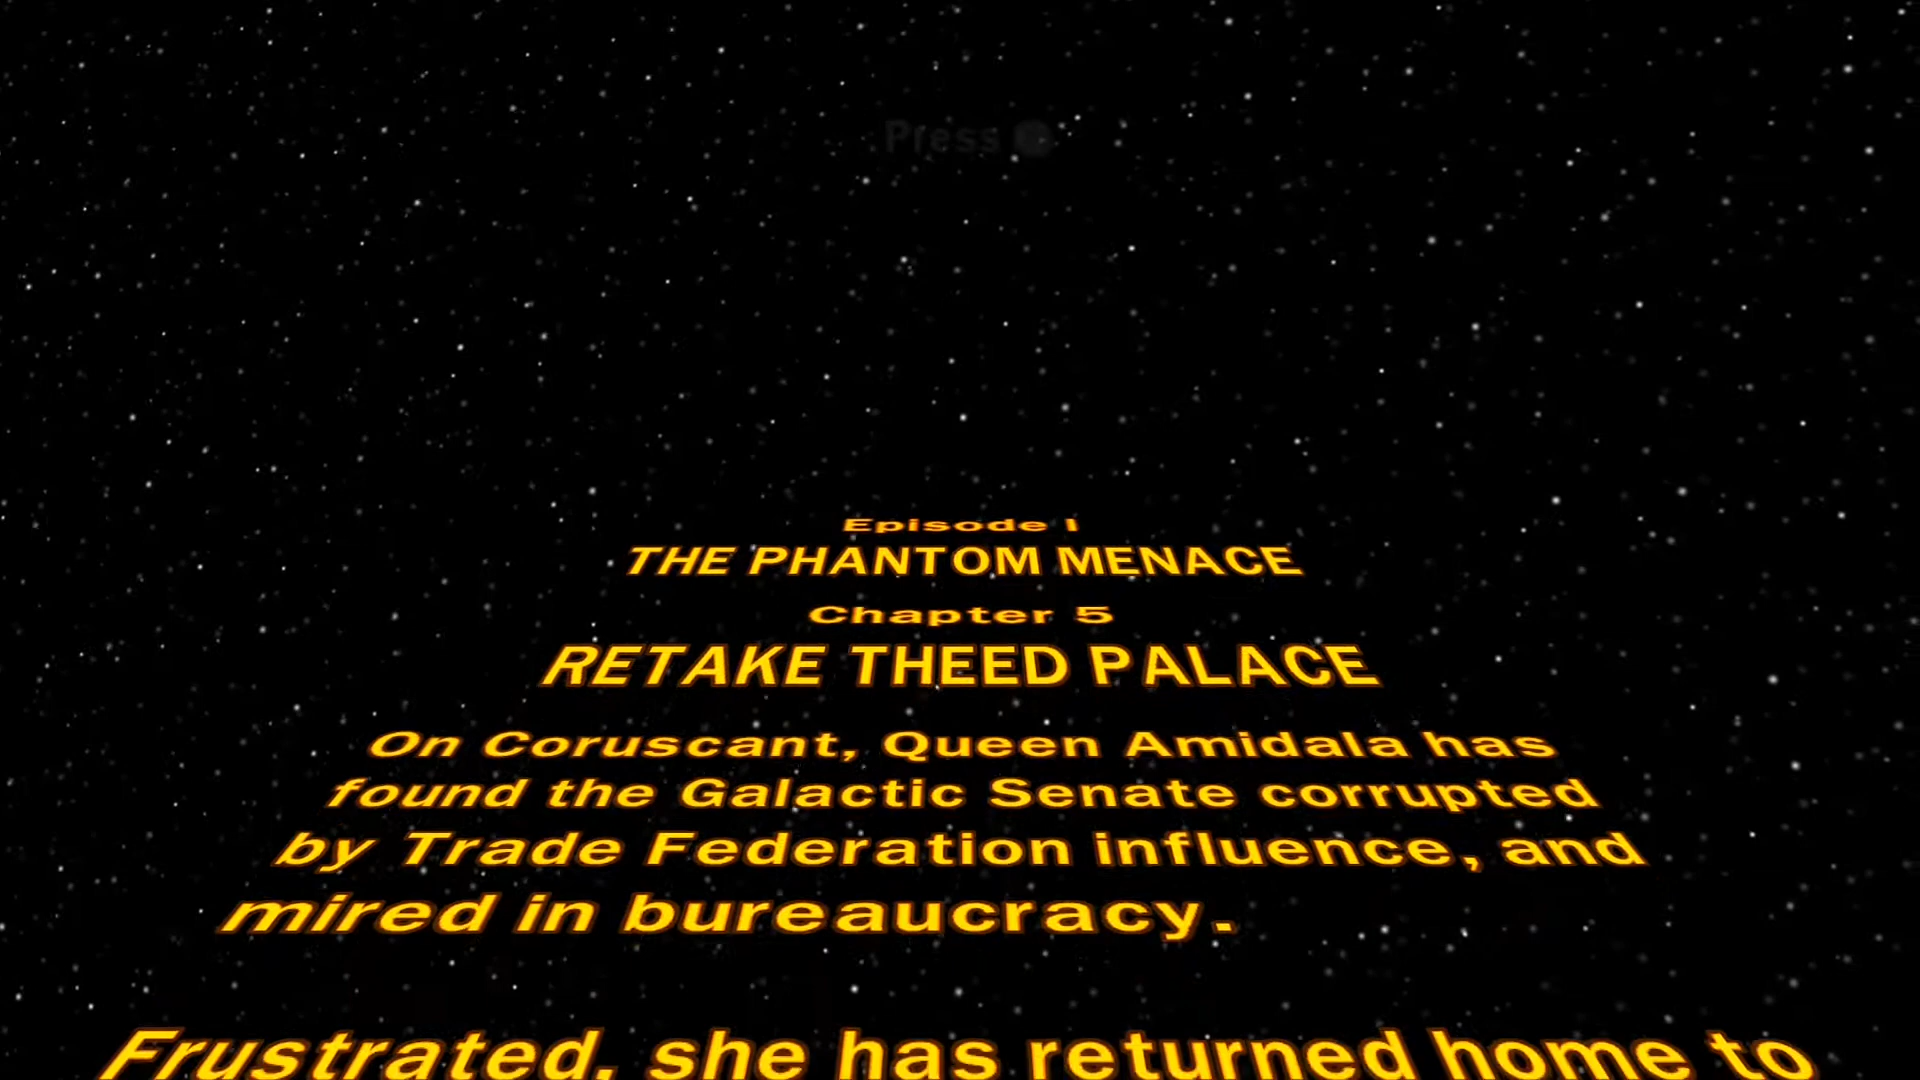 Press
Episode I
THE PHANTOM MENACE
Chapter 5
RETAKE THEED PALACE
On Coruscant, Queen Amidala has
found the Galactic Senate corrupted
by Trade Federation influence, and
mired in bureaucracy.
Frustrated, she has returned home to